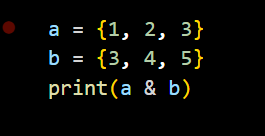 a = {1, 2, 3}
b = {3, 4, 5}
print(a & b)